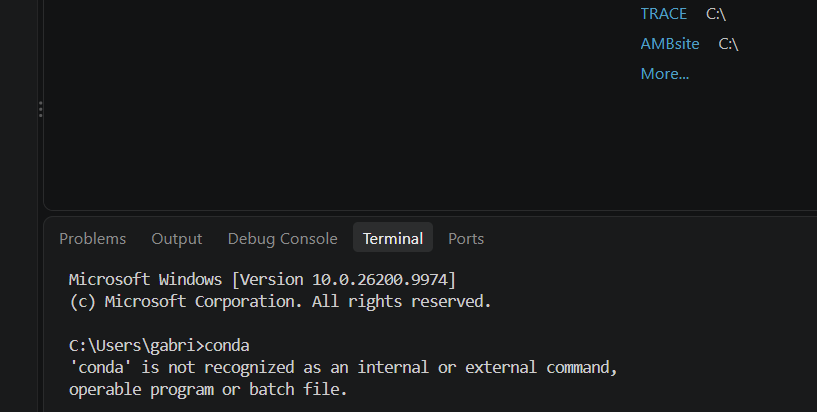 TRACE C:\
AMBsite C:\
More...
Problems Output Debug Console Terminal Ports
Microsoft Windows [Version 10.0.26200.9974]
(c) Microsoft Corporation. All rights reserved.
C:\Users\gabri>conda
'conda' is not recognized as an internal or external command,
operable program or batch file.